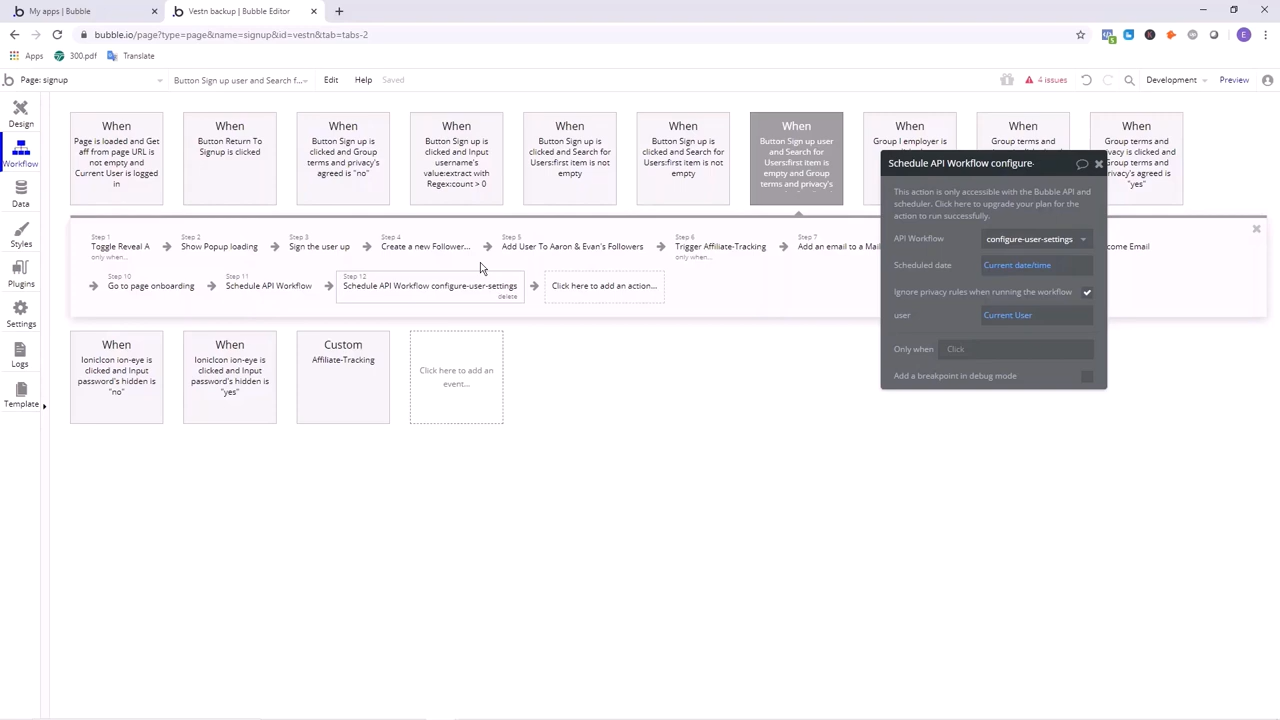 My apps | Bubble
Vestn backup | Bubble Editor
bubble.io/page?type=page&name=signup&id=vestn&tab=tabs-2
Apps
300.pdf
Translate
Page: signup
Button Sign up user and Search f...
Edit
Help
Saved
4 issues
Development
Preview
Design
Workflow
Data
Styles
Plugins
Settings
Logs
Template
When
Page is loaded and Get
aff from page URL is
not empty and
Current User is logged
in
When
Button Return To
Signup is clicked
When
Button Sign up is
clicked and Group
terms and privacy's
agreed is "no"
When
Button Sign up is
clicked and Input
username's
value:extract with
Regex:count > 0
When
Button Sign up is
clicked and Search for
Users:first item is not
empty
When
Button Sign up is
clicked and Search for
Users:first item is not
empty
When
Button Sign up user
and Search for
Users:first item is
empty and Group
terms and privacy's
When
Group I employer is
When
Group terms and
privacy's agreed is
When
Group terms and
privacy is clicked and
Group terms and
privacy's agreed is
"yes"
Schedule API Workflow configure-
This action is only accessible with the Bubble API and
scheduler. Click here to upgrade your plan for the
action to run successfully.
API Workflow
configure-user-settings
Scheduled date
Current date/time
Ignore privacy rules when running the workflow
user
Current User
Only when
Click
Add a breakpoint in debug mode
Step 1
Toggle Reveal A
only when...
Step 2
Show Popup loading
Step 3
Sign the user up
Step 4
Create a new Follower...
Step 5
Add User To Aaron & Evan's Followers
Step 6
Trigger Affiliate-Tracking
only when...
Step 7
Add an email to a Mail
come Email
Step 10
Go to page onboarding
Step 11
Schedule API Workflow
Step 12
Schedule API Workflow configure-user-settings
delete
Click here to add an action...
When
IonicIcon ion-eye is
clicked and Input
password's hidden is
"no"
When
IonicIcon ion-eye is
clicked and Input
password's hidden is
"yes"
Custom
Affiliate-Tracking
Click here to add an
event...